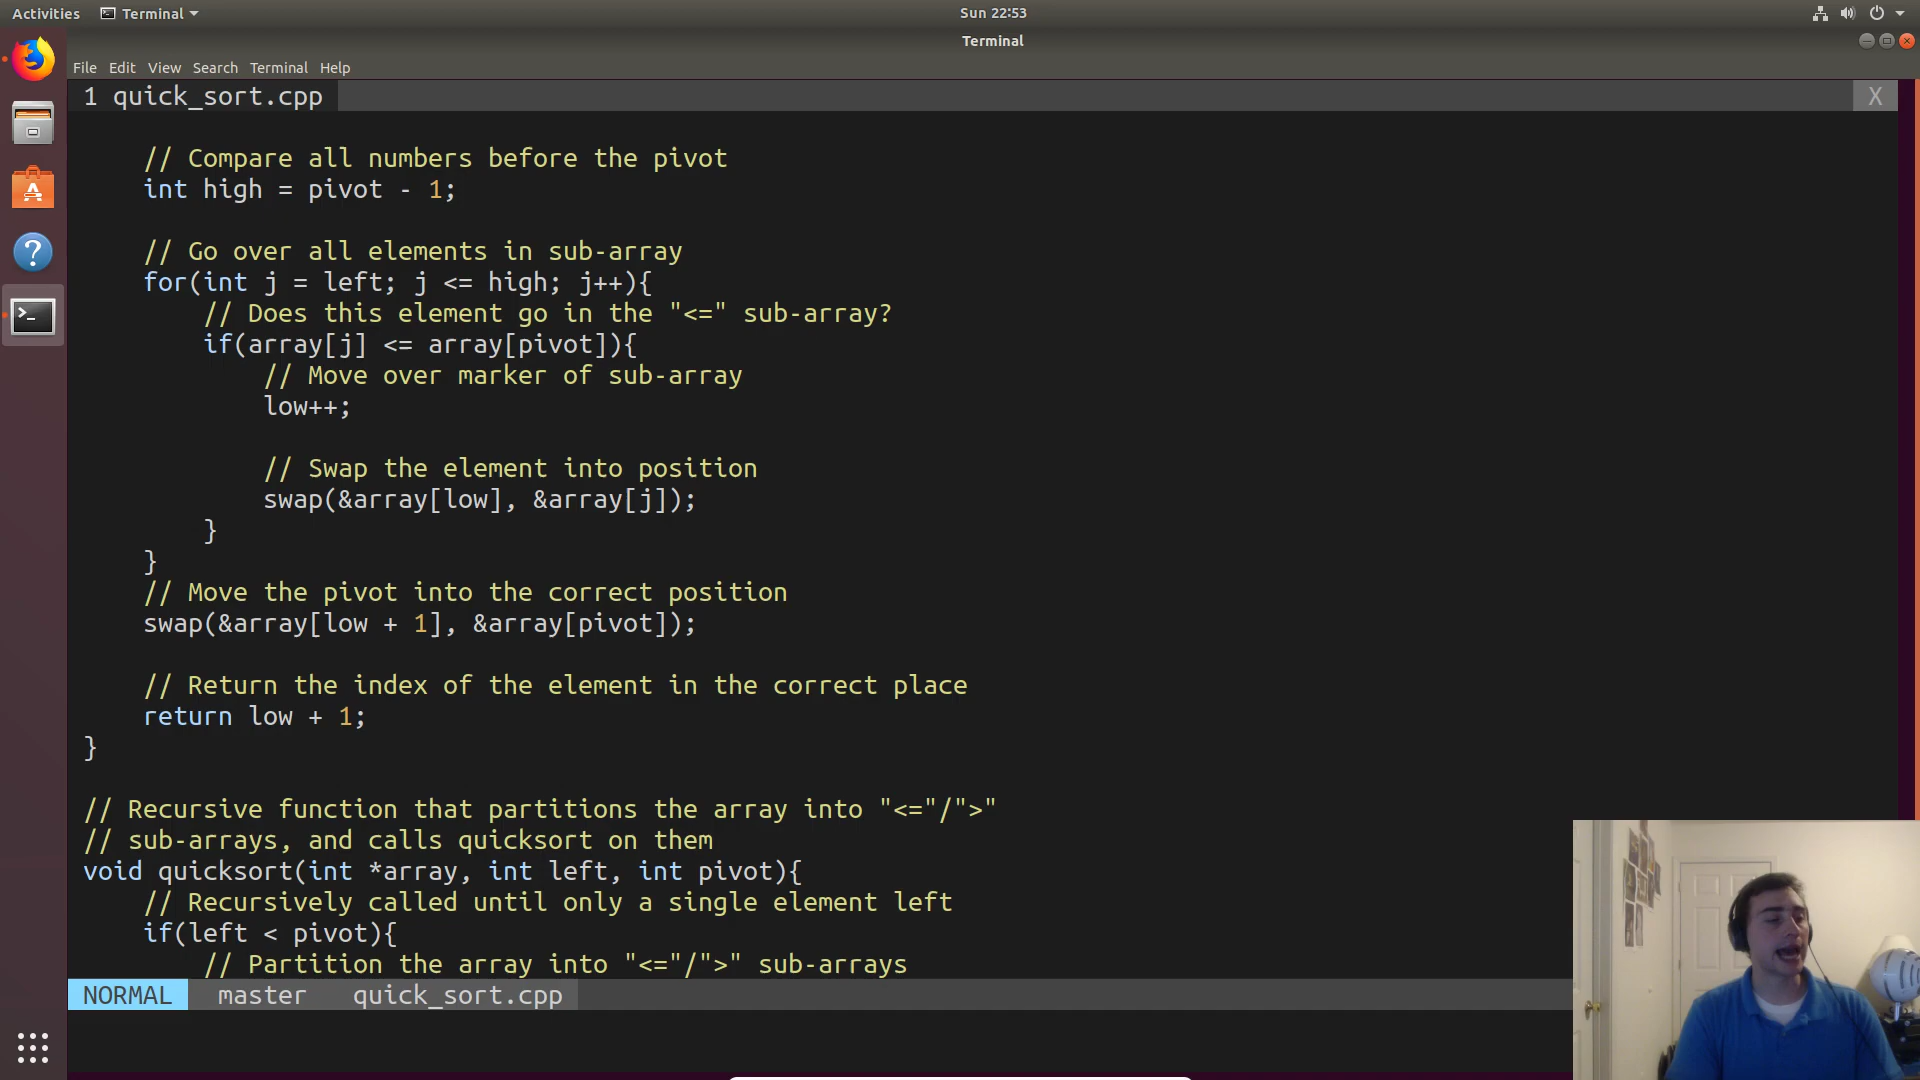 Activities Terminal Sun 22:53
Terminal
File Edit View Search Terminal Help
1 quick_sort.cpp X
// Compare all numbers before the pivot
int high = pivot - 1;
// Go over all elements in sub-array
for(int j = left; j <= high; j++){
// Does this element go in the "<=" sub-array?
if(array[j] <= array[pivot]){
// Move over marker of sub-array
low++;
// Swap the element into position
swap(&array[low], &array[j]);
}
}
// Move the pivot into the correct position
swap(&array[low + 1], &array[pivot]);
// Return the index of the element in the correct place
return low + 1;
}
// Recursive function that partitions the array into "<="/">"
// sub-arrays, and calls quicksort on them
void quicksort(int *array, int left, int pivot){
// Recursively called until only a single element left
if(left < pivot){
// Partition the array into "<="/">" sub-arrays
NORMAL master quick_sort.cpp